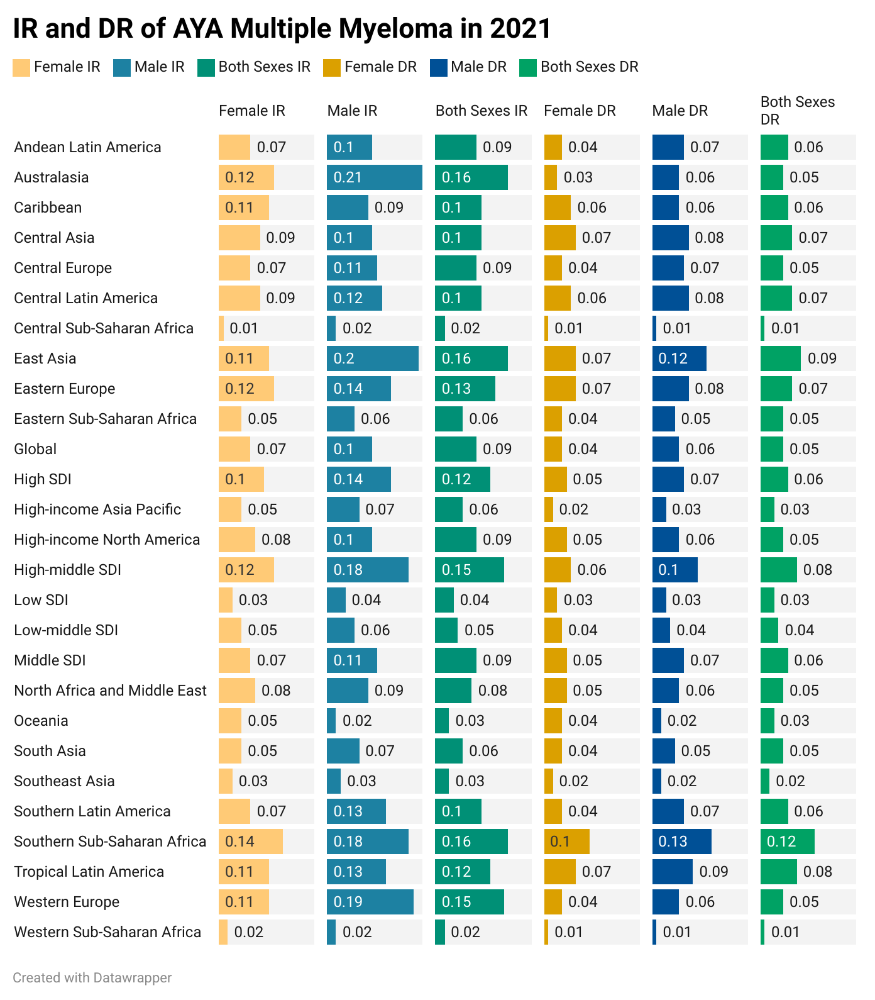 IR and DR of AYA Multiple Myeloma in 2021
Female IR Male IR Both Sexes IR Female DR Male DR Both Sexes DR
Female IR Male IR Both Sexes IR Female DR Male DR Both Sexes
DR
Andean Latin America 0.07 0.1 0.09 0.04 0.07 0.06
Australasia 0.12 0.21 0.16 0.03 0.06 0.05
Caribbean 0.11 0.09 0.1 0.06 0.06 0.06
Central Asia 0.09 0.1 0.1 0.07 0.08 0.07
Central Europe 0.07 0.11 0.09 0.04 0.07 0.05
Central Latin America 0.09 0.12 0.1 0.06 0.08 0.07
Central Sub-Saharan Africa 0.01 0.02 0.02 0.01 0.01 0.01
East Asia 0.11 0.2 0.16 0.07 0.12 0.09
Eastern Europe 0.12 0.14 0.13 0.07 0.08 0.07
Eastern Sub-Saharan Africa 0.05 0.06 0.06 0.04 0.05 0.05
Global 0.07 0.1 0.09 0.04 0.06 0.05
High SDI 0.1 0.14 0.12 0.05 0.07 0.06
High-income Asia Pacific 0.05 0.07 0.06 0.02 0.03 0.03
High-income North America 0.08 0.1 0.09 0.05 0.06 0.05
High-middle SDI 0.12 0.18 0.15 0.06 0.1 0.08
Low SDI 0.03 0.04 0.04 0.03 0.03 0.03
Low-middle SDI 0.05 0.06 0.05 0.04 0.04 0.04
Middle SDI 0.07 0.11 0.09 0.05 0.07 0.06
North Africa and Middle East 0.08 0.09 0.08 0.05 0.06 0.05
Oceania 0.05 0.02 0.03 0.04 0.02 0.03
South Asia 0.05 0.07 0.06 0.04 0.05 0.05
Southeast Asia 0.03 0.03 0.03 0.02 0.02 0.02
Southern Latin America 0.07 0.13 0.1 0.04 0.07 0.06
Southern Sub-Saharan Africa 0.14 0.18 0.16 0.1 0.13 0.12
Tropical Latin America 0.11 0.13 0.12 0.07 0.09 0.08
Western Europe 0.11 0.19 0.15 0.04 0.06 0.05
Western Sub-Saharan Africa 0.02 0.02 0.02 0.01 0.01 0.01
Created with Datawrapper